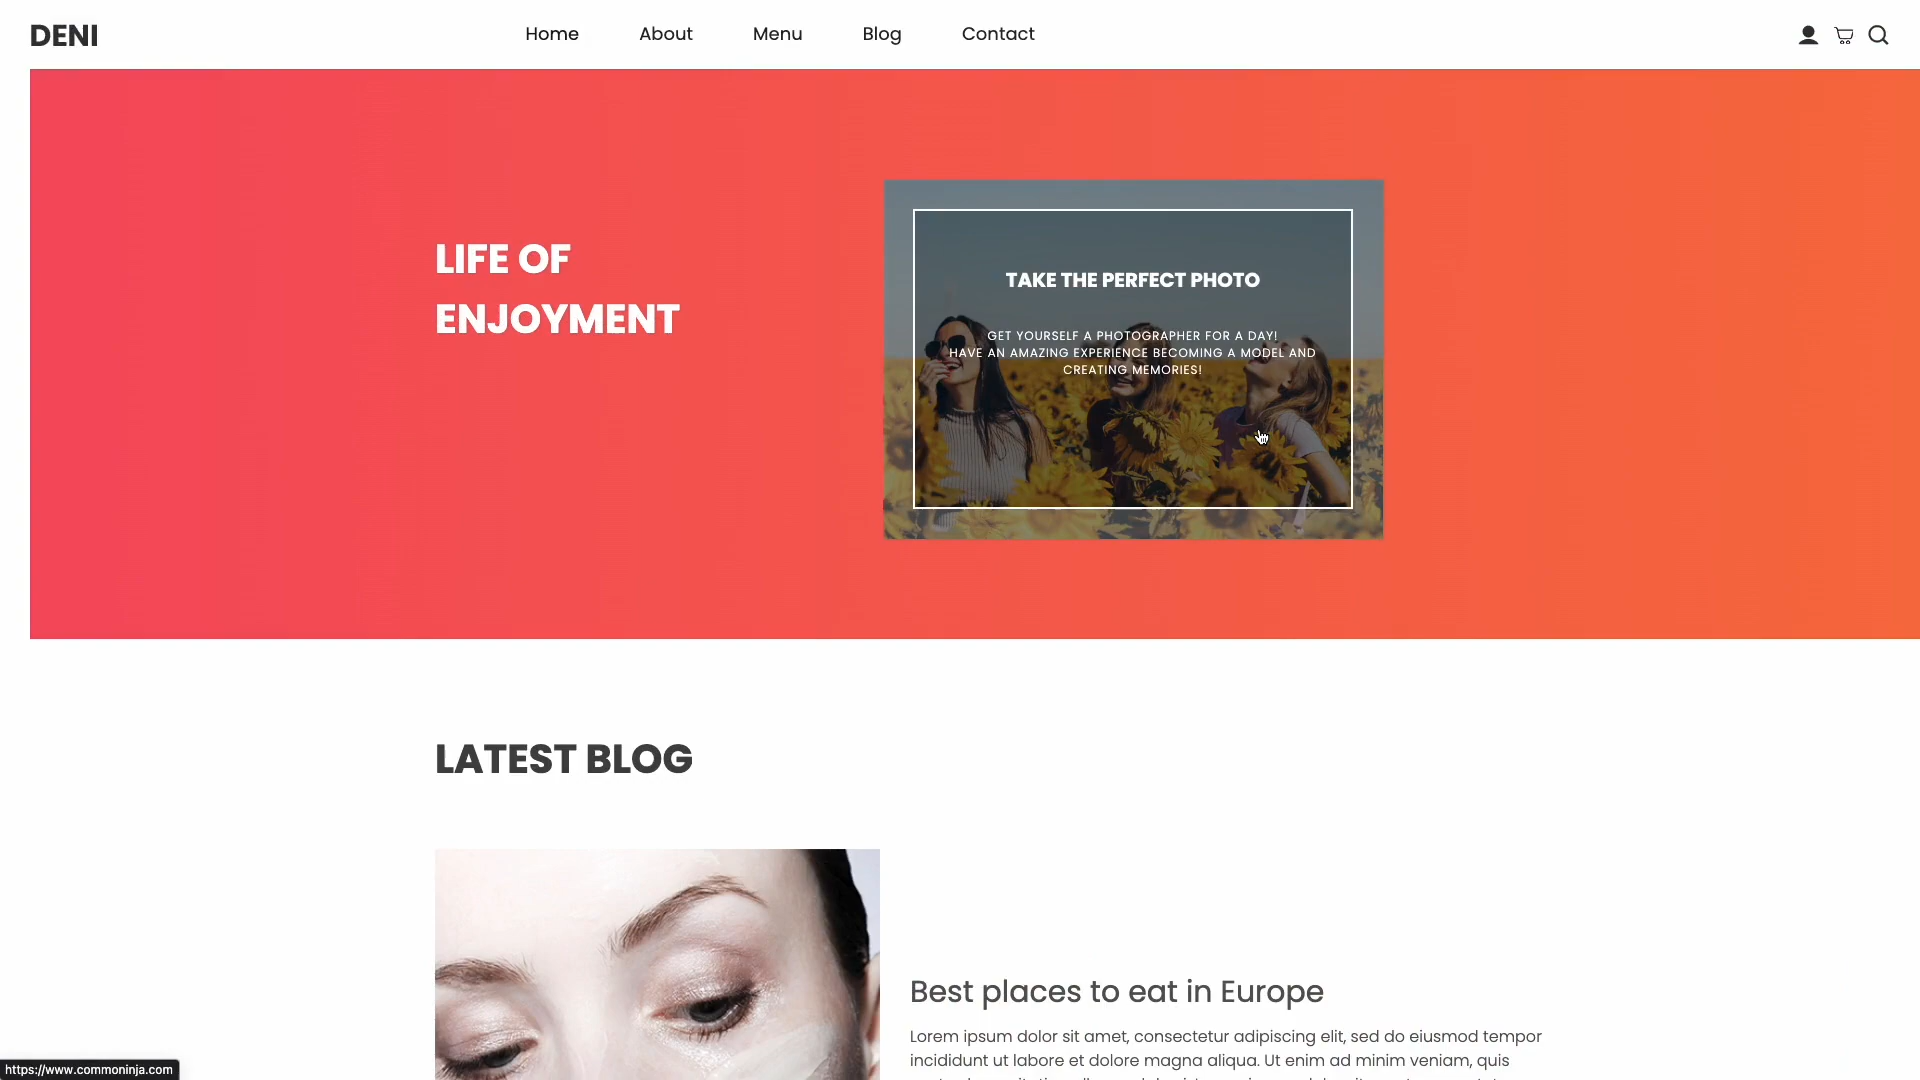 DENI
Home
About
Menu
Blog
Contact
LIFE OF
ENJOYMENT
TAKE THE PERFECT PHOTO
GET YOURSELF A PHOTOGRAPHER FOR A DAY!
HAVE AN AMAZING EXPERIENCE BECOMING A MODEL AND
CREATING MEMORIES!
LATEST BLOG
Best places to eat in Europe
Lorem ipsum dolor sit amet, consectetur adipiscing elit, sed do eiusmod tempor
incididunt ut labore et dolore magna aliqua. Ut enim ad minim veniam, quis
https://www.commoninja.com